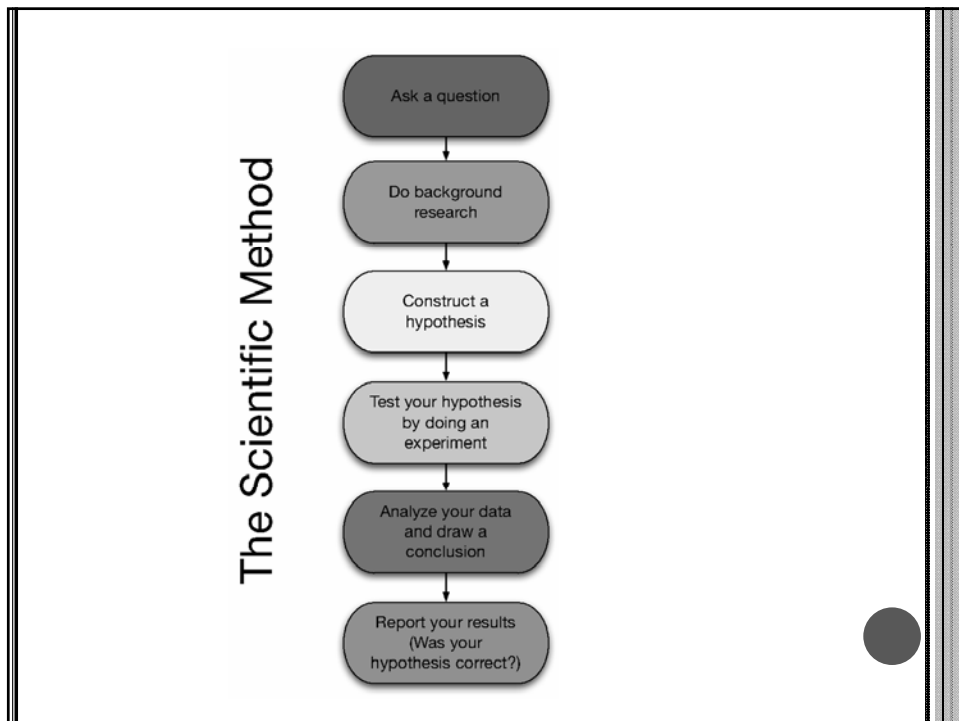 The Scientific Method
Ask a question
Do background
research
Construct a
hypothesis
Test your hypothesis
by doing an
experiment
Analyze your data
and draw a
conclusion
Report your results
(Was your
hypothesis correct?)